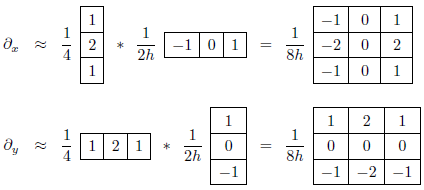 ∂x ≈ 1/4 [1 2 1]ᵀ * 1/2h [−1 0 1] = 1/8h
−1 0 1
−2 0 2
−1 0 1
∂y ≈ 1/4 [1 2 1] * 1/2h [1 0 −1]ᵀ = 1/8h
1 2 1
0 0 0
−1 −2 −1